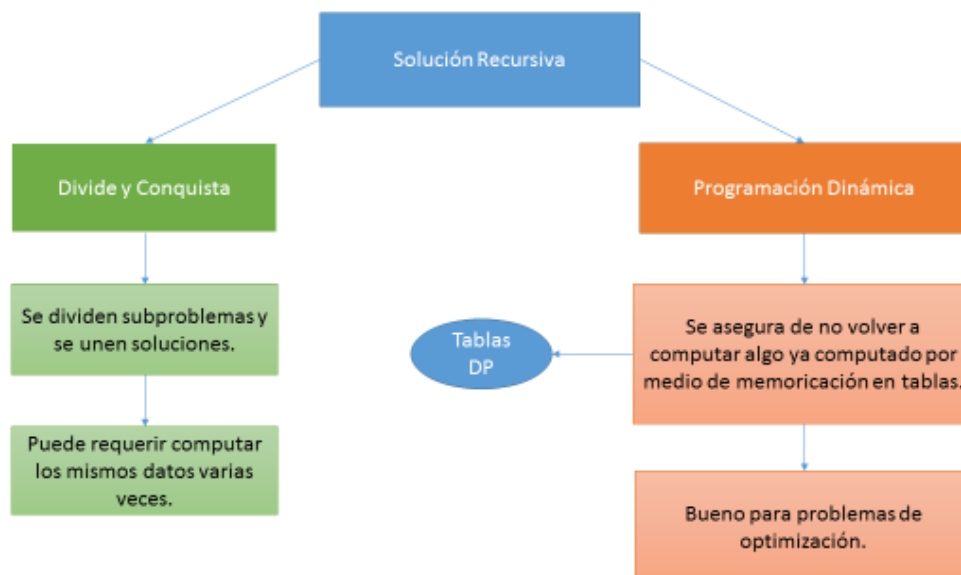 Solución Recursiva
Divide y Conquista
Programación Dinámica
Se dividen subproblemas y
se unen soluciones.
Tablas
DP
Se asegura de no volver a
computar algo ya computado por
medio de memoricación en tablas.
Puede requerir computar
los mismos datos varias
veces.
Bueno para problemas de
optimización.